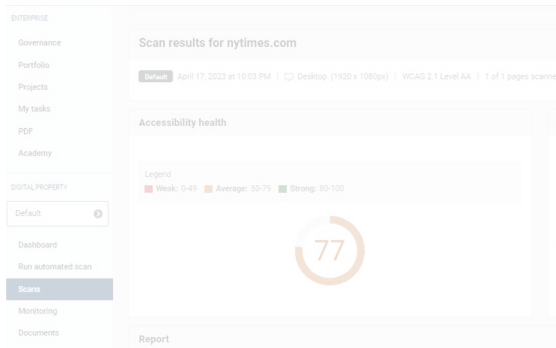 ENTERPRISE
Governance
Portfolio
Projects
My tasks
PDF
Academy
DIGITAL PROPERTY
Default
Dashboard
Run automated scan
Scans
Monitoring
Documents
Scan results for nytimes.com
Default April 17, 2023 at 10:03 PM | Desktop (1920 x 1080px) | WCAG 2.1 Level AA | 1 of 1 pages scanne
Accessibility health
Legend
Weak: 0-49 Average: 50-79 Strong: 80-100
77
Report